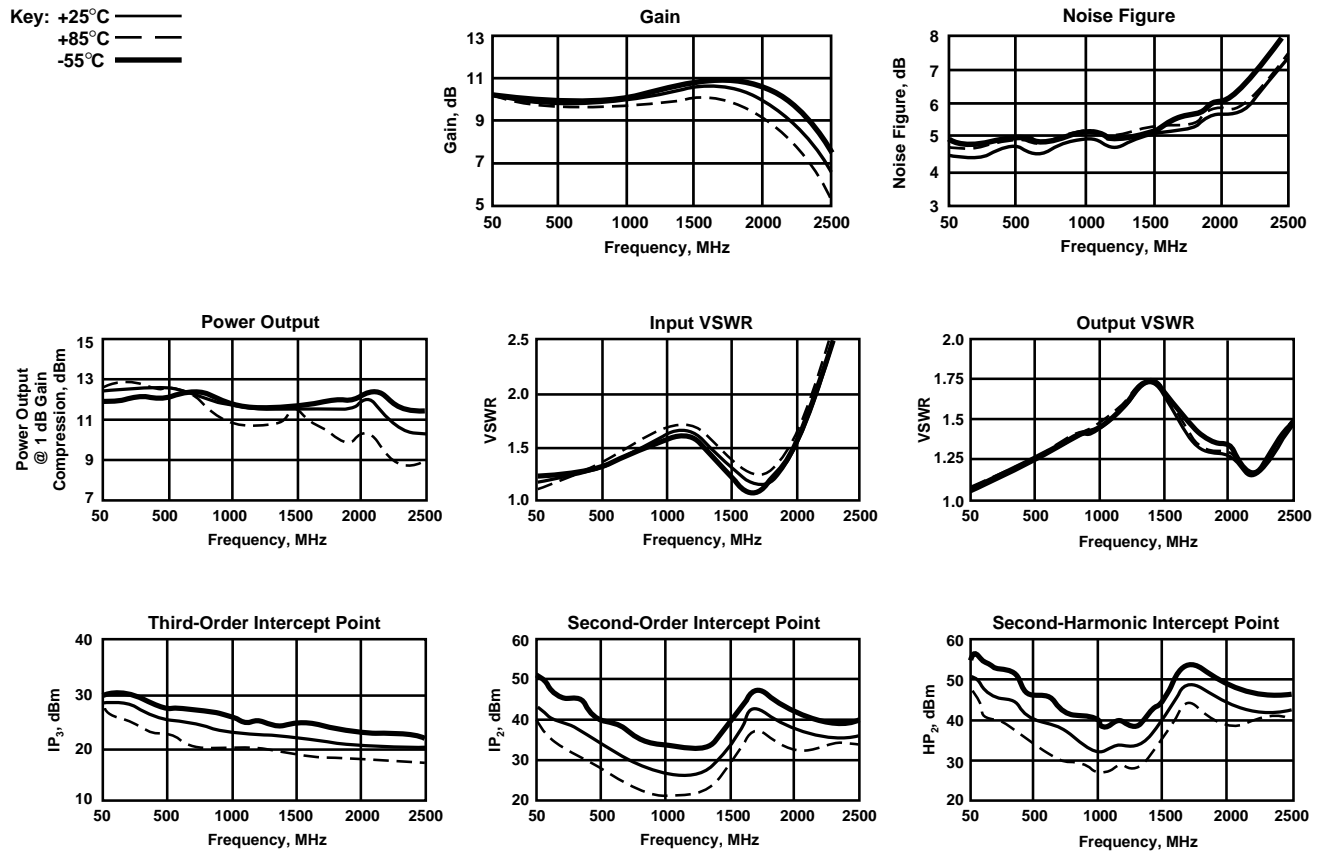 Key: +25°C
+85°C
-55°C
Gain
13
11
9
7
5
Gain, dB
50 500 1000 1500 2000 2500
Frequency, MHz
Noise Figure
8
7
6
5
4
3
Noise Figure, dB
50 500 1000 1500 2000 2500
Frequency, MHz
Power Output
15
13
11
9
7
Power Output
@ 1 dB Gain
Compression, dBm
50 500 1000 1500 2000 2500
Frequency, MHz
Input VSWR
2.5
2.0
1.5
1.0
VSWR
50 500 1000 1500 2000 2500
Frequency, MHz
Output VSWR
2.0
1.75
1.5
1.25
1.0
VSWR
50 500 1000 1500 2000 2500
Frequency, MHz
Third-Order Intercept Point
40
30
20
10
IP3, dBm
50 500 1000 1500 2000 2500
Frequency, MHz
Second-Order Intercept Point
60
50
40
30
20
IP2, dBm
50 500 1000 1500 2000 2500
Frequency, MHz
Second-Harmonic Intercept Point
60
50
40
30
20
HP2, dBm
50 500 1000 1500 2000 2500
Frequency, MHz